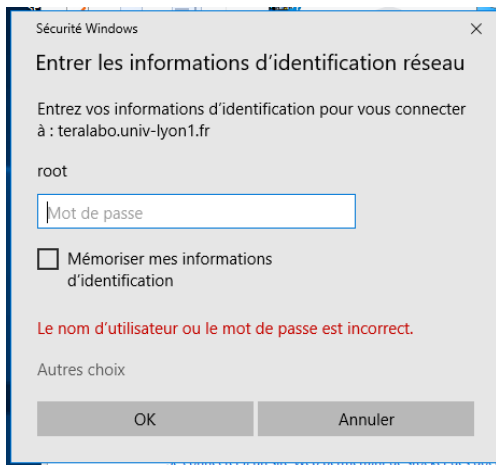 Sécurité Windows
Entrer les informations d'identification réseau
Entrez vos informations d'identification pour vous connecter
à : teralabo.univ-lyon1.fr
root
Mot de passe
Mémoriser mes informations
d'identification
Le nom d'utilisateur ou le mot de passe est incorrect.
Autres choix
OK
Annuler